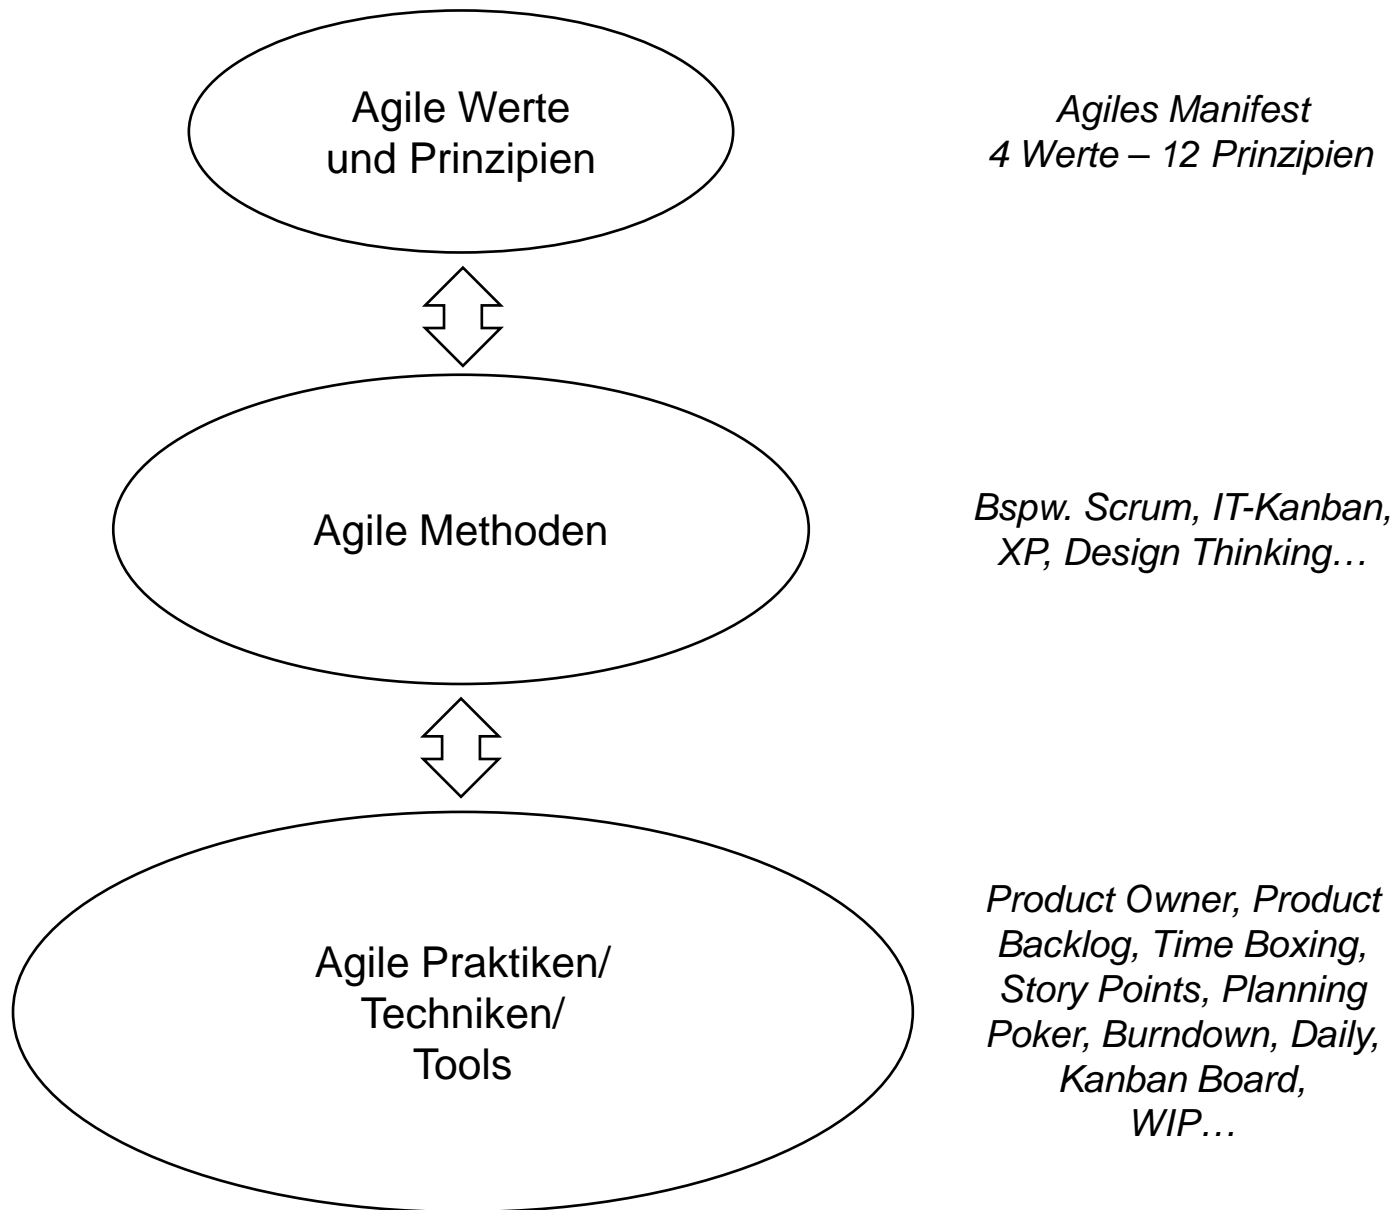 Agile Werte
und Prinzipien
Agiles Manifest
4 Werte – 12 Prinzipien
Agile Methoden
Bspw. Scrum, IT-Kanban,
XP, Design Thinking…
Agile Praktiken/
Techniken/
Tools
Product Owner, Product
Backlog, Time Boxing,
Story Points, Planning
Poker, Burndown, Daily,
Kanban Board,
WIP…